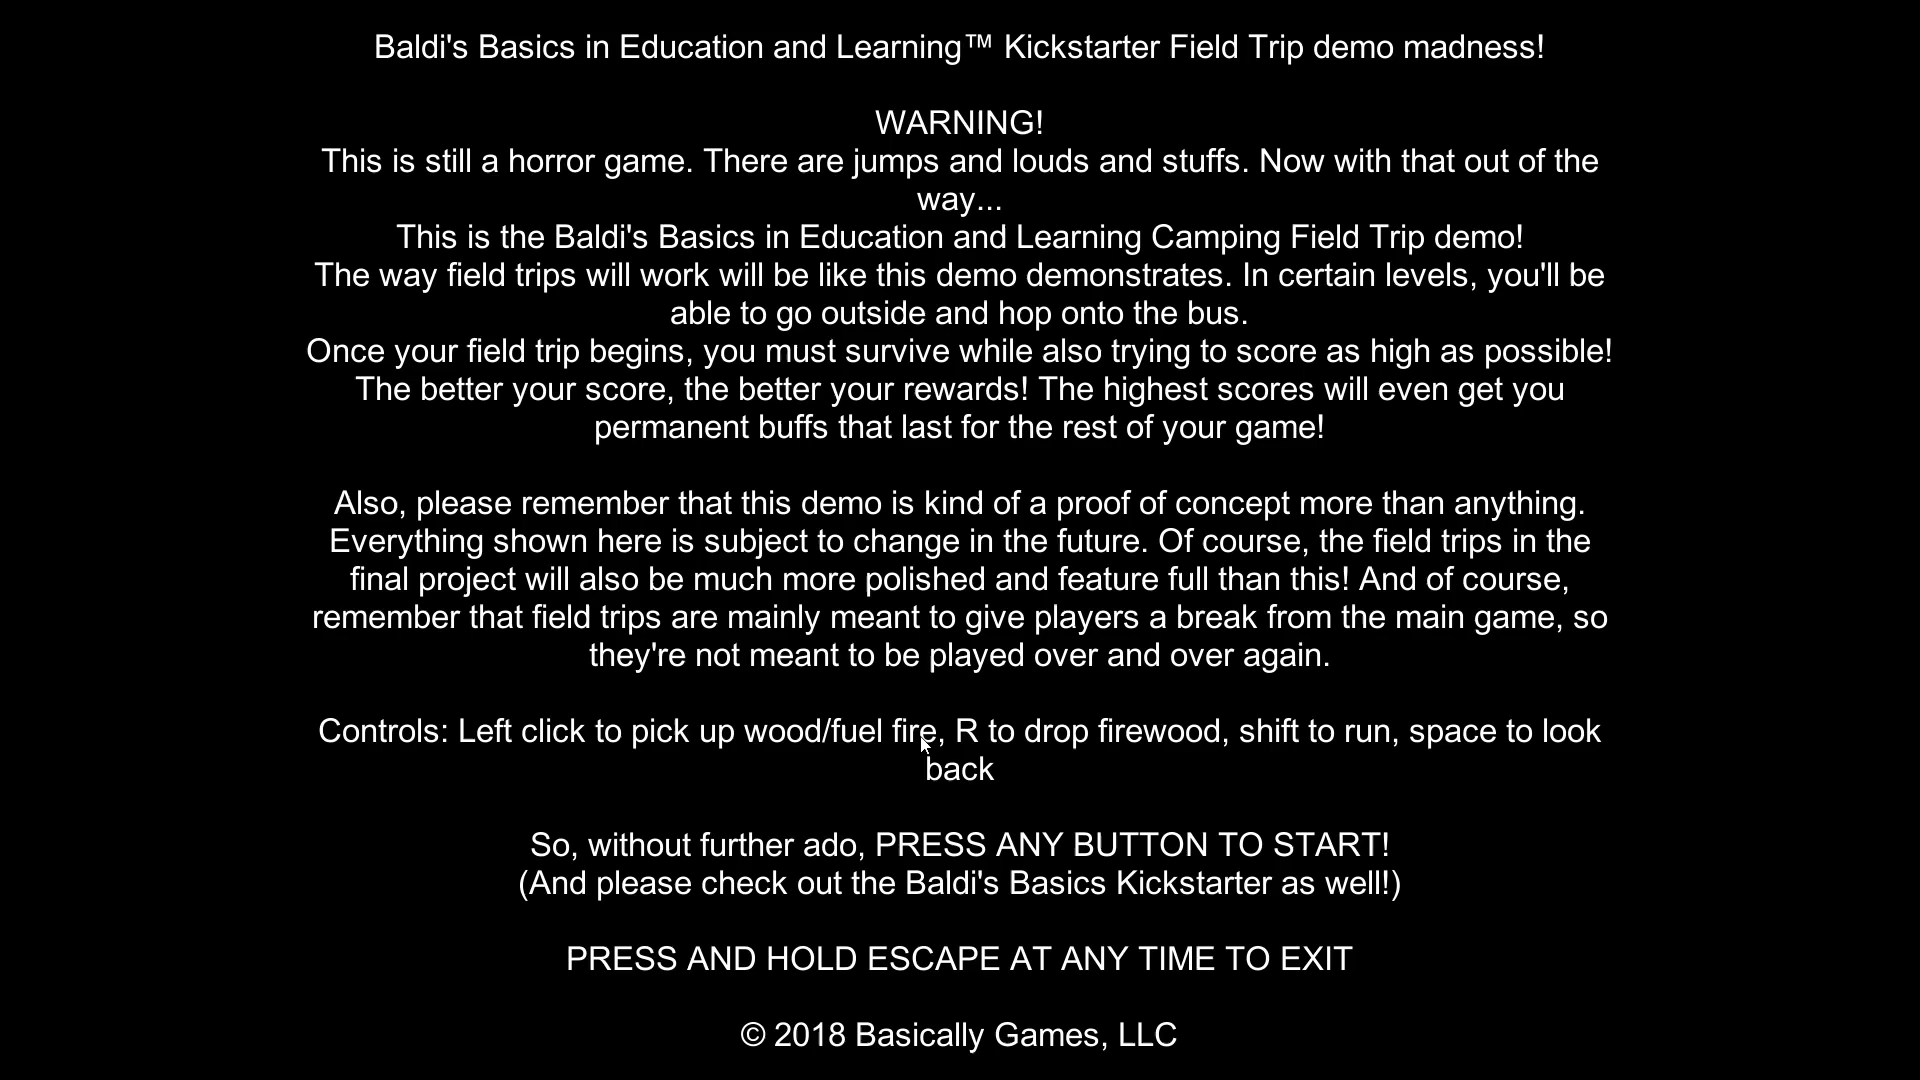 Baldi's Basics in Education and Learning™ Kickstarter Field Trip demo madness!
WARNING!
This is still a horror game. There are jumps and louds and stuffs. Now with that out of the
way...
This is the Baldi's Basics in Education and Learning Camping Field Trip demo!
The way field trips will work will be like this demo demonstrates. In certain levels, you'll be
able to go outside and hop onto the bus.
Once your field trip begins, you must survive while also trying to score as high as possible!
The better your score, the better your rewards! The highest scores will even get you
permanent buffs that last for the rest of your game!
Also, please remember that this demo is kind of a proof of concept more than anything.
Everything shown here is subject to change in the future. Of course, the field trips in the
final project will also be much more polished and feature full than this! And of course,
remember that field trips are mainly meant to give players a break from the main game, so
they're not meant to be played over and over again.
Controls: Left click to pick up wood/fuel fire, R to drop firewood, shift to run, space to look
back
So, without further ado, PRESS ANY BUTTON TO START!
(And please check out the Baldi's Basics Kickstarter as well!)
PRESS AND HOLD ESCAPE AT ANY TIME TO EXIT
© 2018 Basically Games, LLC